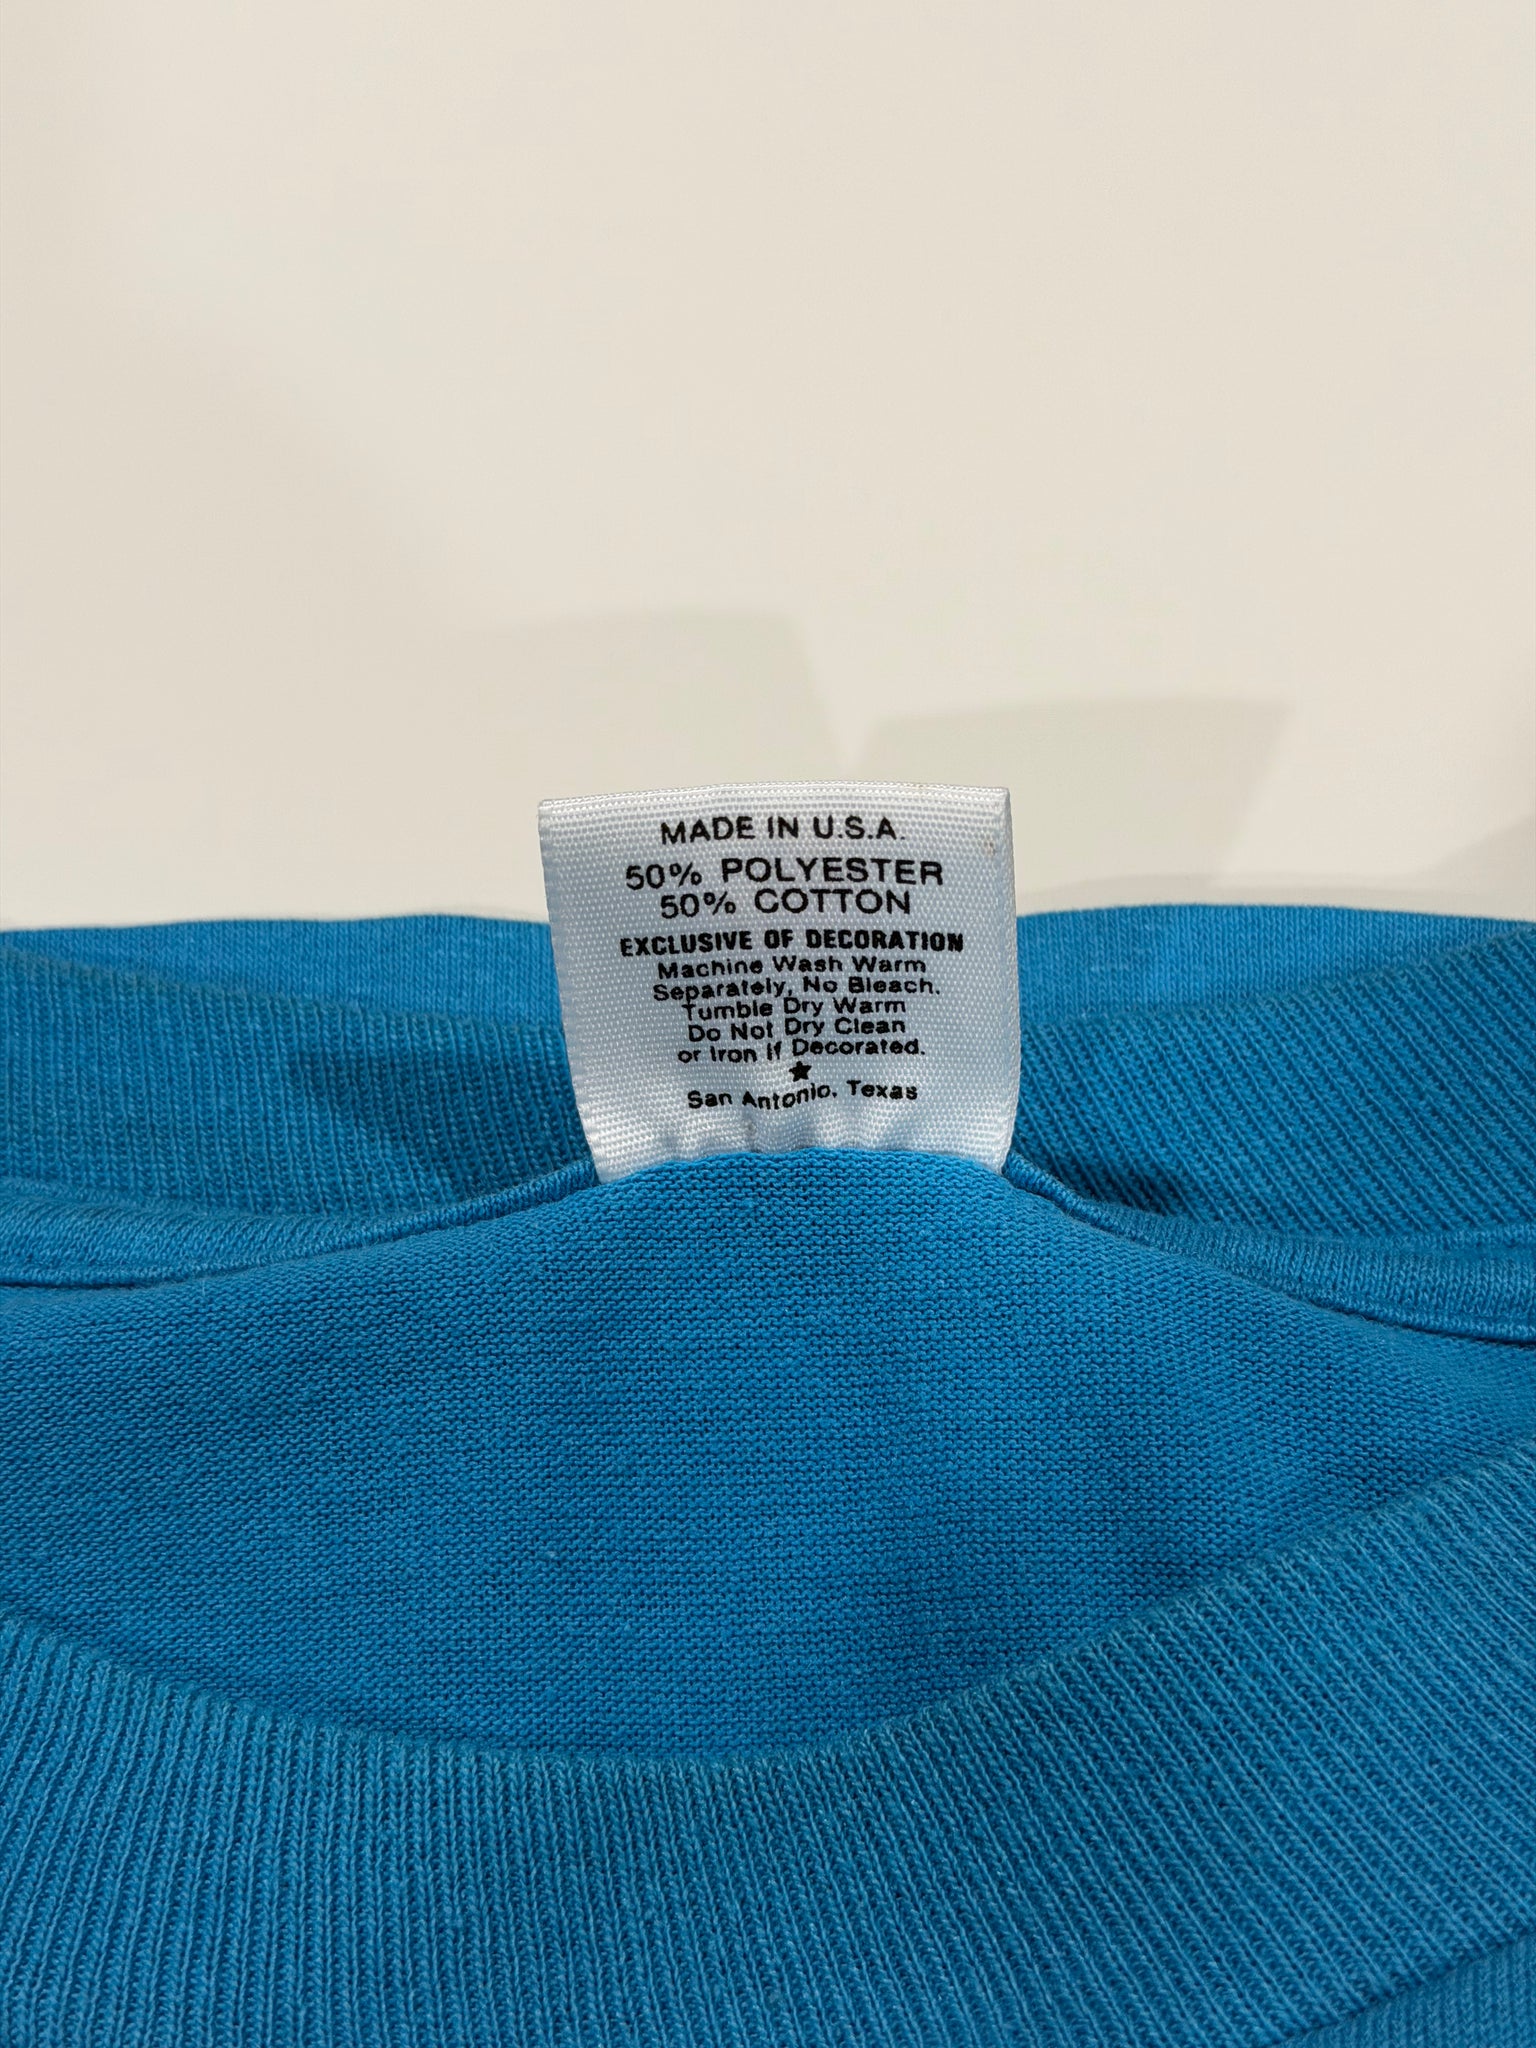 MADE IN U.S.A.
50% POLYESTER
50% COTTON
EXCLUSIVE OF DECORATION
Machine Wash Warm
Separately, No Bleach.
Tumble Dry Warm
Do Not Dry Clean
or Iron If Decorated.
San Antonio, Texas